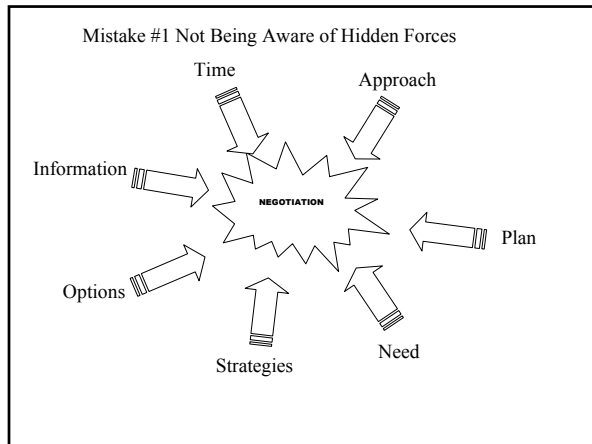 Mistake #1 Not Being Aware of Hidden Forces
Time
Approach
Information
NEGOTIATION
Plan
Options
Need
Strategies